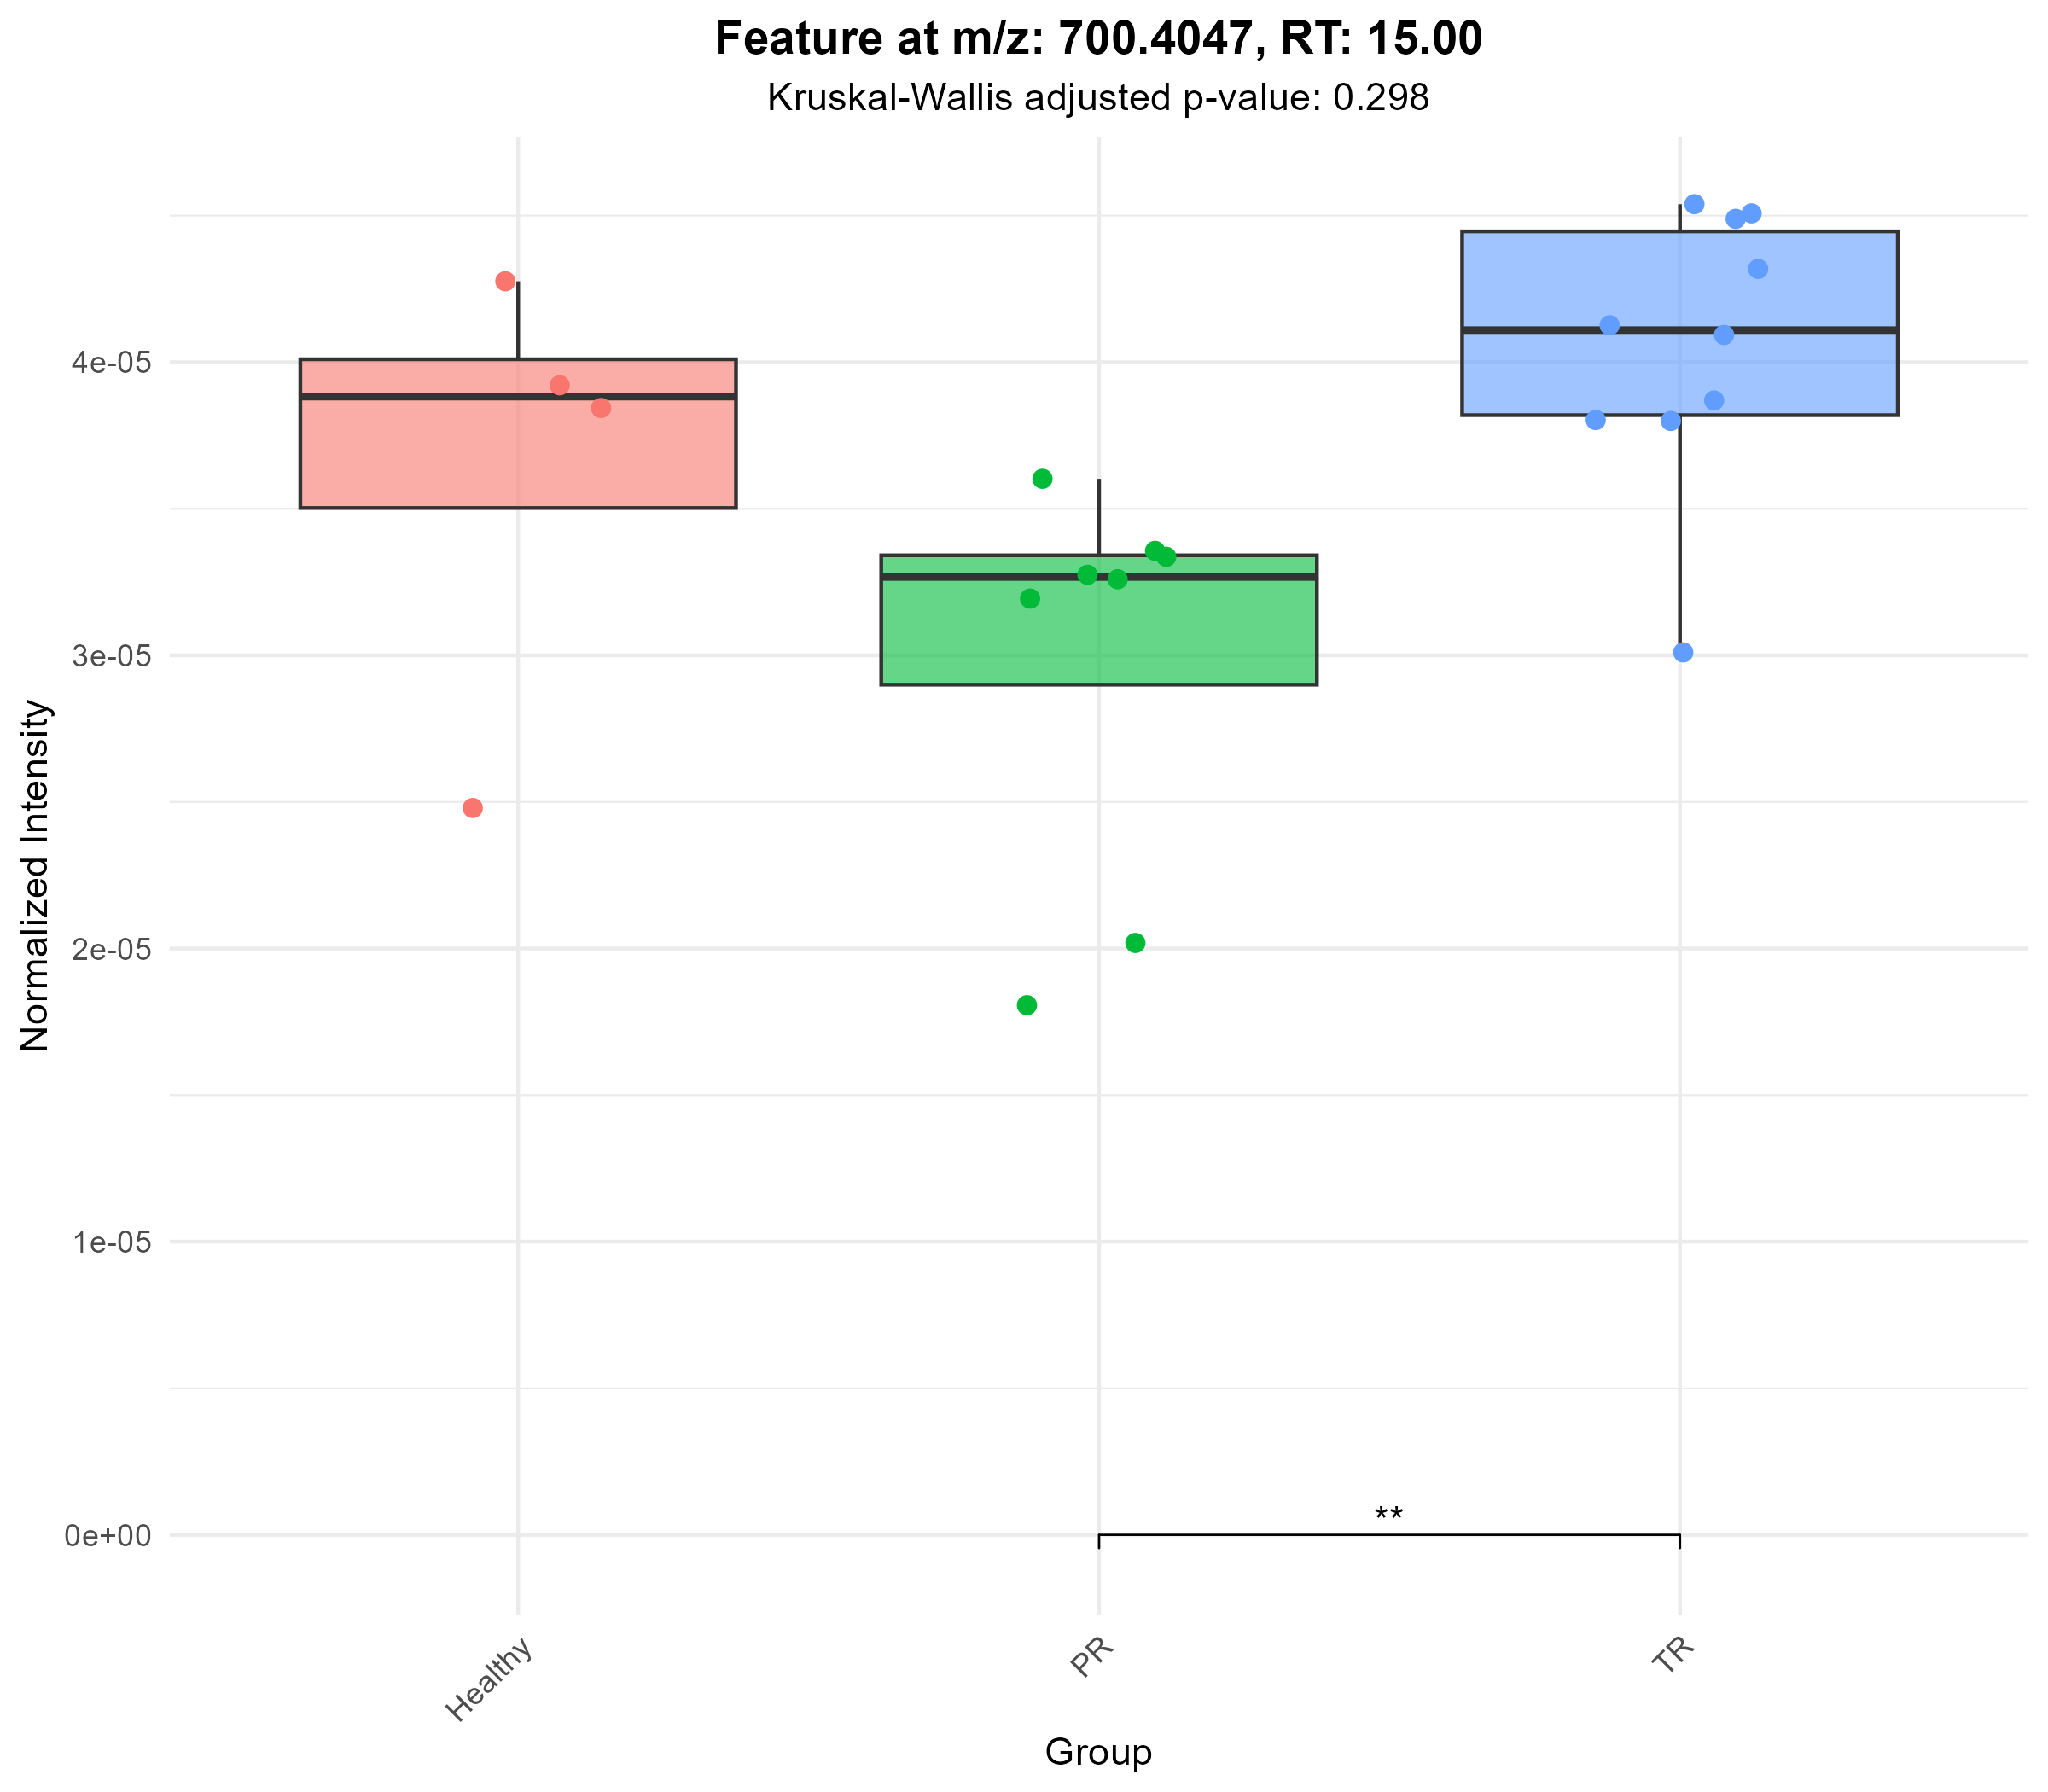 Feature at m/z: 700.4047, RT: 15.00
Kruskal-Wallis adjusted p-value: 0.298
Normalized Intensity
4e-05
3e-05
2e-05
1e-05
0e+00
**
Healthy
PR
TR
Group